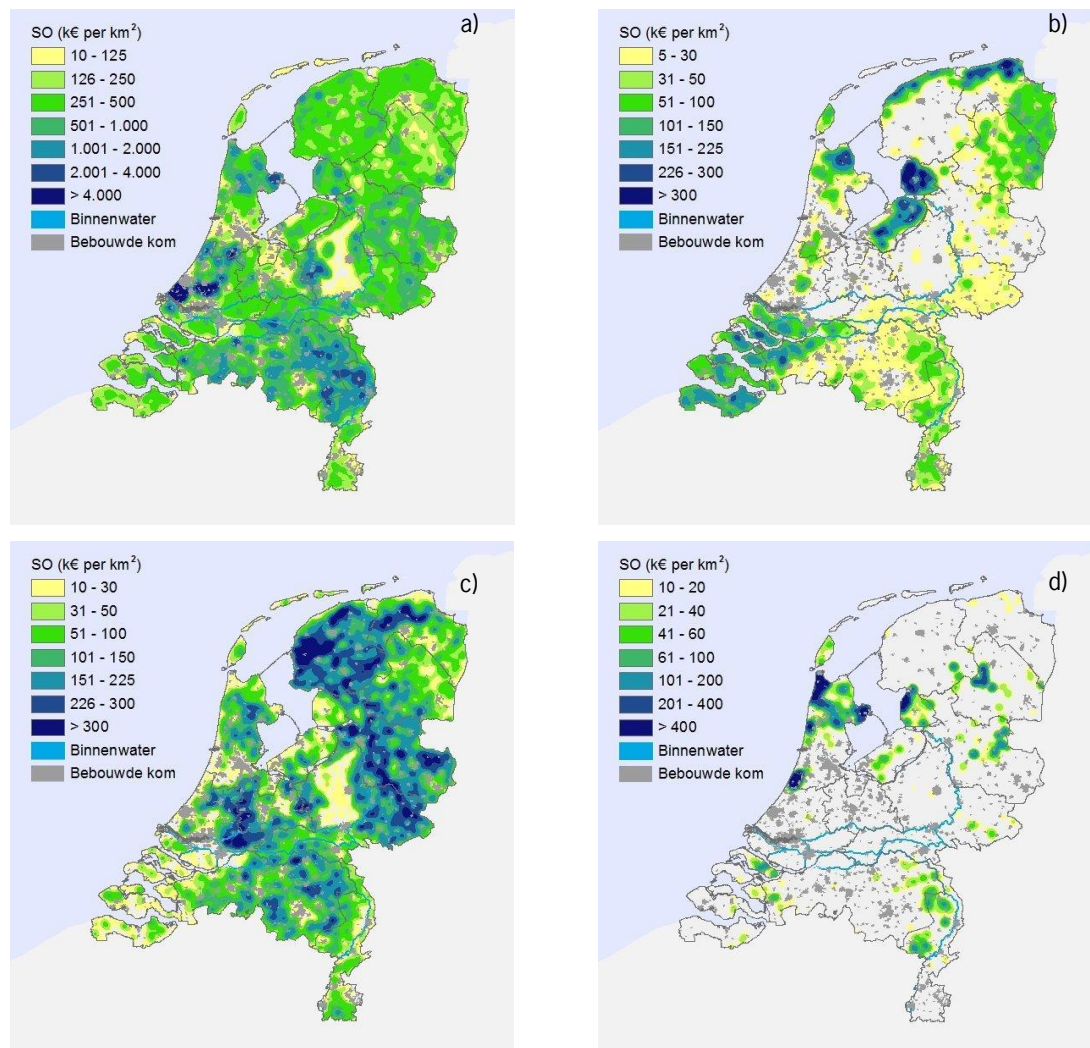 a)
SO (k€ per km²)
10 - 125
126 - 250
251 - 500
501 - 1.000
1.001 - 2.000
2.001 - 4.000
> 4.000
Binnenwater
Bebouwde kom
b)
SO (k€ per km²)
5 - 30
31 - 50
51 - 100
101 - 150
151 - 225
226 - 300
> 300
Binnenwater
Bebouwde kom
c)
SO (k€ per km²)
10 - 30
31 - 50
51 - 100
101 - 150
151 - 225
226 - 300
> 300
Binnenwater
Bebouwde kom
d)
SO (k€ per km²)
10 - 20
21 - 40
41 - 60
61 - 100
101 - 200
201 - 400
> 400
Binnenwater
Bebouwde kom